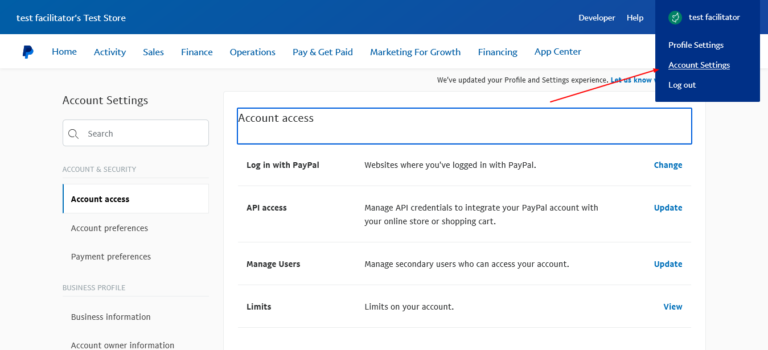 test facilitator's Test Store
Developer
Help
test facilitator
Profile Settings
Account Settings
Log out
Home
Activity
Sales
Finance
Operations
Pay & Get Paid
Marketing For Growth
Financing
App Center
We've updated your Profile and Settings experience. Let us know
Account Settings
Search
ACCOUNT & SECURITY
Account access
Account preferences
Payment preferences
BUSINESS PROFILE
Business information
Account owner information
Account access
Log in with PayPal
Websites where you've logged in with PayPal.
Change
API access
Manage API credentials to integrate your PayPal account with
your online store or shopping cart.
Update
Manage Users
Manage secondary users who can access your account.
Update
Limits
Limits on your account.
View